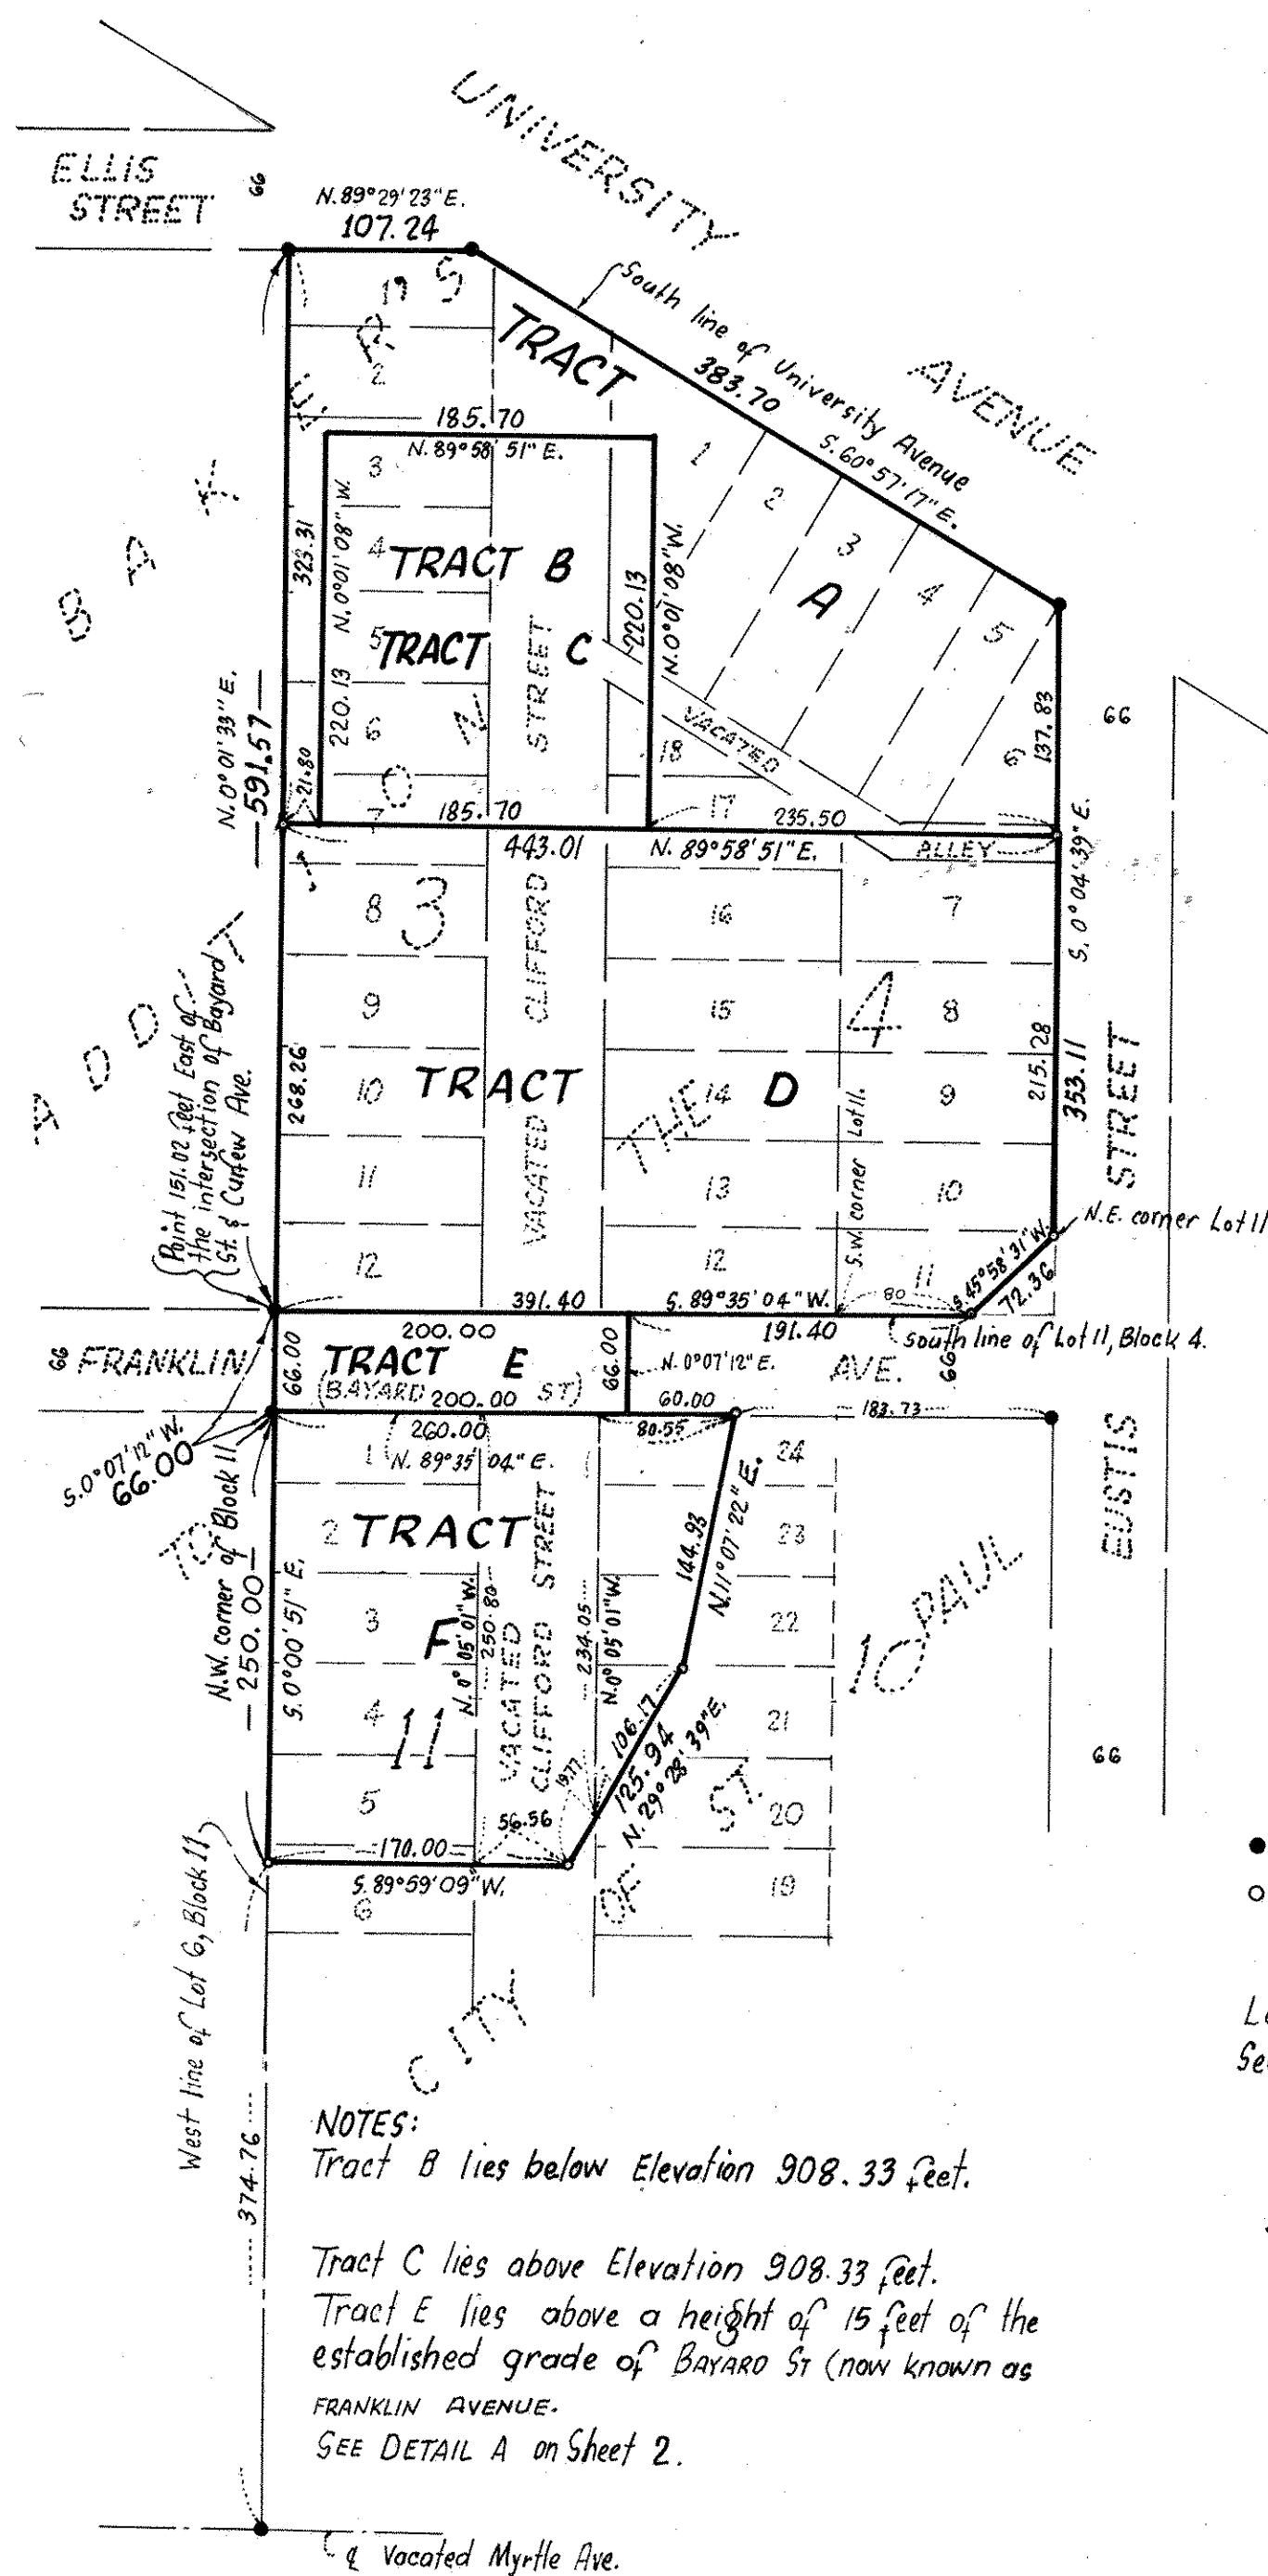 UNIVERSITY
AVENUE
ELLIS
STREET
66
N. 89°29'23" E.
107.24
South line of University Avenue
383.70
S. 60°57'17" E.
TRACT
A
1
2
3
4
5
6
2
185.70
N. 89°58'51" E.
3
4
5
6
7
TRACT B
TRACT C
STREET
323.31
N. 0°01'08" W.
220.13
220.13
N. 0°01'08" W.
N. 0°01'33" E.
591.57
21.80
VACATED
18
17
137.83
66
185.70
235.50
443.01
N. 89°58'51" E.
ALLEY
S. 0°04'39" E.
8
3
CLIFFORD
16
7
9
15
4
8
10
TRACT
D
14
9
THE
VACATED
11
13
10
12
12
11
268.26
215.28
353.11
STREET
S.W. corner Lot 11.
N.E. corner Lot 11
S. 45°58'31" W.
72.36
Point 151.02 feet East of
the intersection of Bayard
St. & Curfew Ave.
BAKERS
ADDITION
391.40
S. 89°35'04" W.
80
200.00
191.40
South line of Lot 11, Block 4.
66
FRANKLIN
66.00
TRACT E
66.00
N. 0°07'12" E.
AVE.
66
(BAYARD ST)
200.00
60.00
260.00
80.55
183.73
N. 89°35'04" E.
S. 0°07'12" W.
66.00
N.W. corner of Block 11
250.00
S. 0°00'51" E.
TO
1
2
TRACT
3
F
4
11
5
6
N. 0°05'01" W.
250.80
VACATED
CLIFFORD STREET
234.05
N. 0°05'01" W.
144.93
N. 11°07'22" E.
106.17
19.77
125.94
N. 29°28'39" E.
24
23
22
21
20
19
10
PAUL
ST.
OF
CITY
EUSTIS
66
56.56
170.00
S. 89°59'09" W.
West line of Lot 6, Block 11
374.76
NOTES:
Tract B lies below Elevation 908.33 feet.
Tract C lies above Elevation 908.33 feet.
Tract E lies above a height of 15 feet of the
established grade of BAYARD ST (now known as
FRANKLIN AVENUE.
SEE DETAIL A on Sheet 2.
℄ Vacated Myrtle Ave.